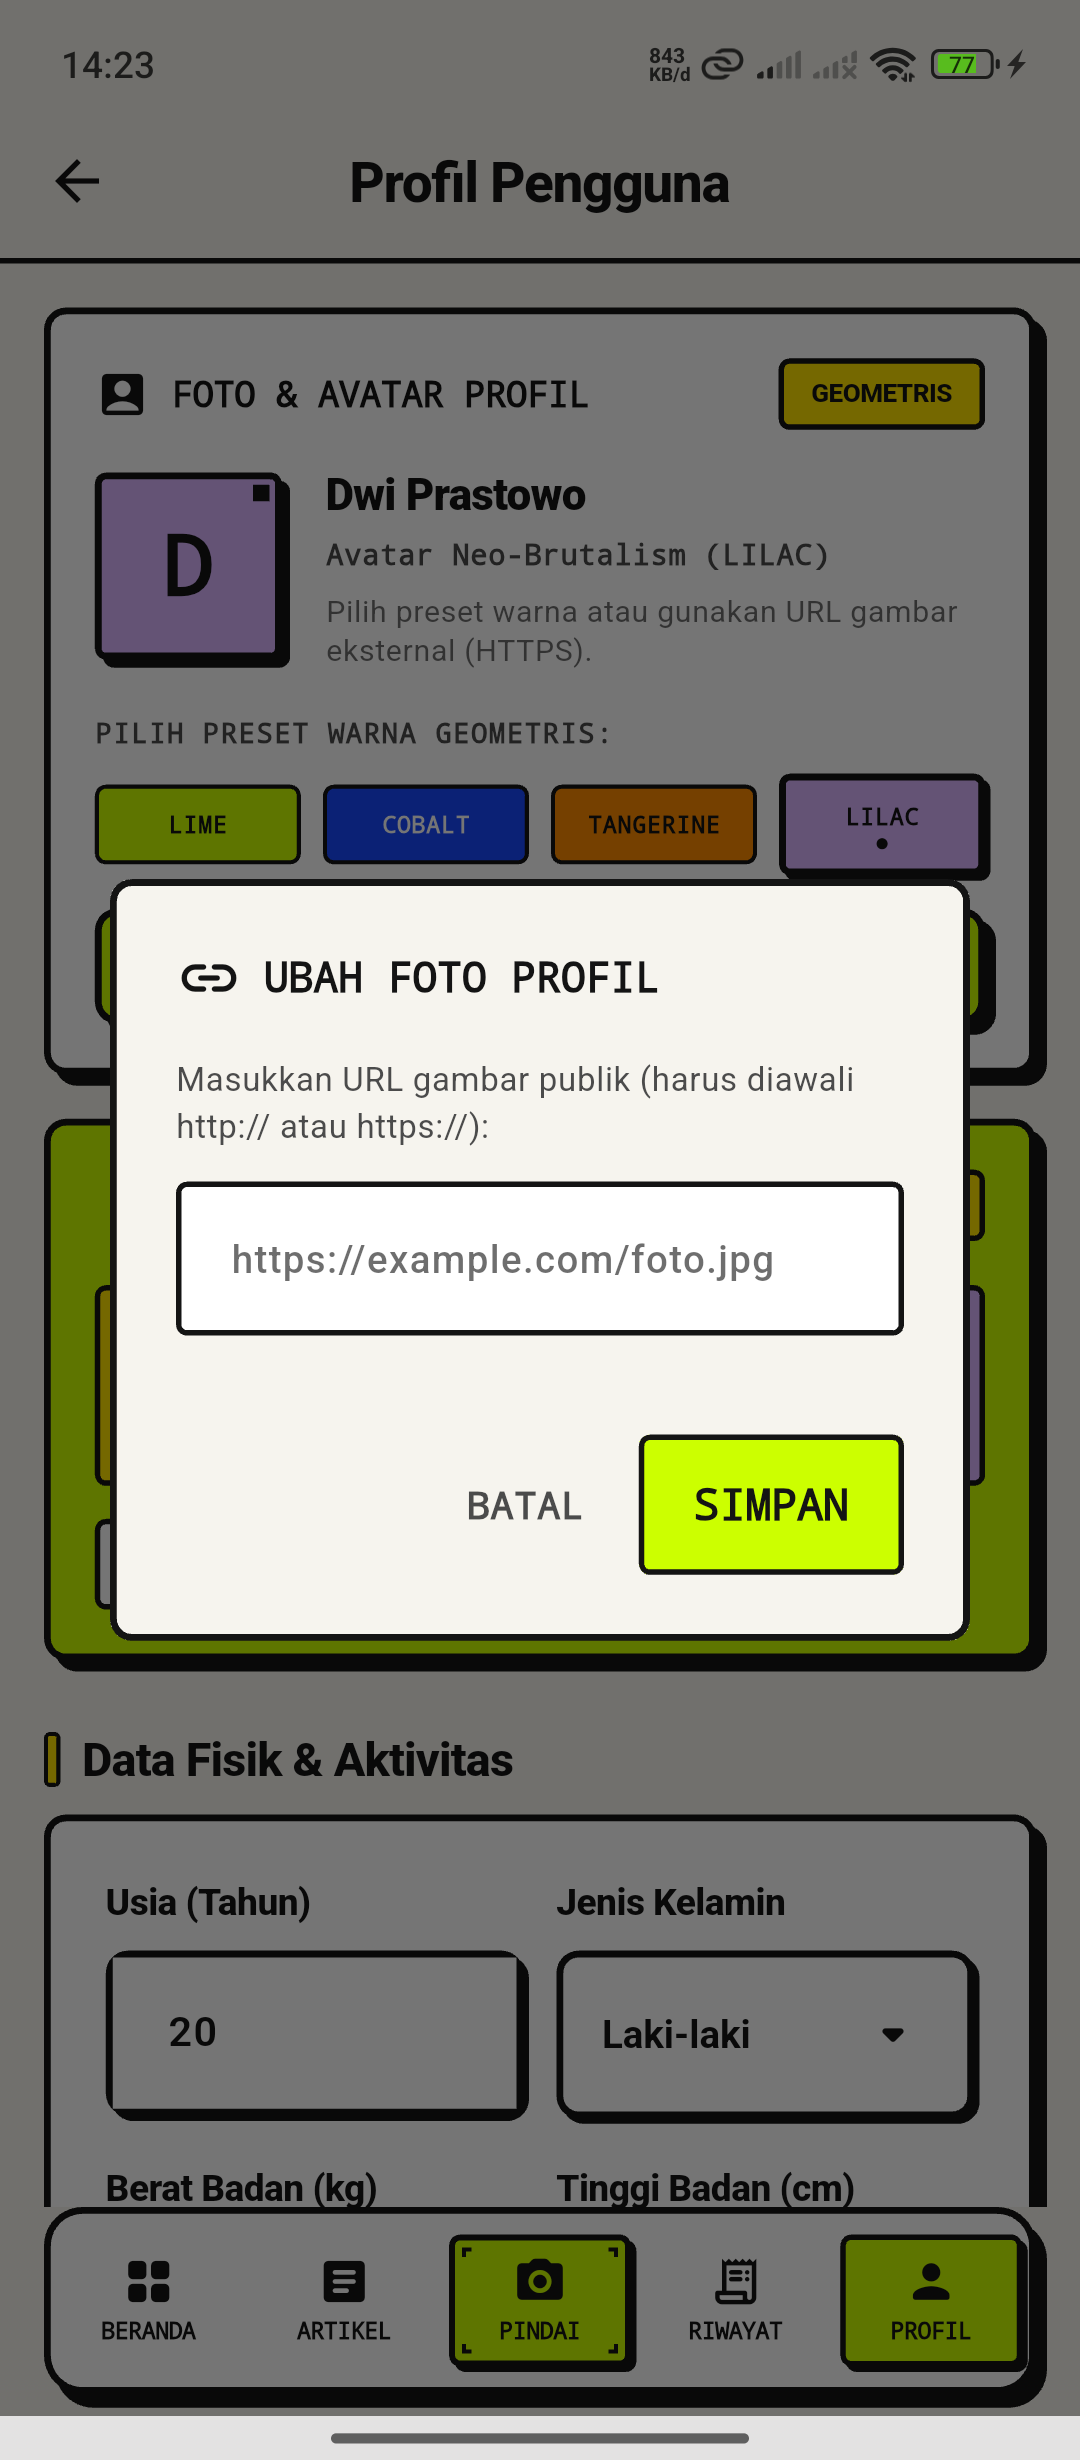 14:23
843
KB/d
77
Profil Pengguna
FOTO & AVATAR PROFIL
GEOMETRIS
D
Dwi Prastowo
Avatar Neo-Brutalism (LILAC)
Pilih preset warna atau gunakan URL gambar
eksternal (HTTPS).
PILIH PRESET WARNA GEOMETRIS:
LIME
COBALT
TANGERINE
LILAC
UBAH FOTO PROFIL
Masukkan URL gambar publik (harus diawali
http:// atau https://):
https://example.com/foto.jpg
BATAL
SIMPAN
Data Fisik & Aktivitas
Usia (Tahun)
Jenis Kelamin
20
Laki-laki
Berat Badan (kg)
Tinggi Badan (cm)
BERANDA
ARTIKEL
PINDAI
RIWAYAT
PROFIL